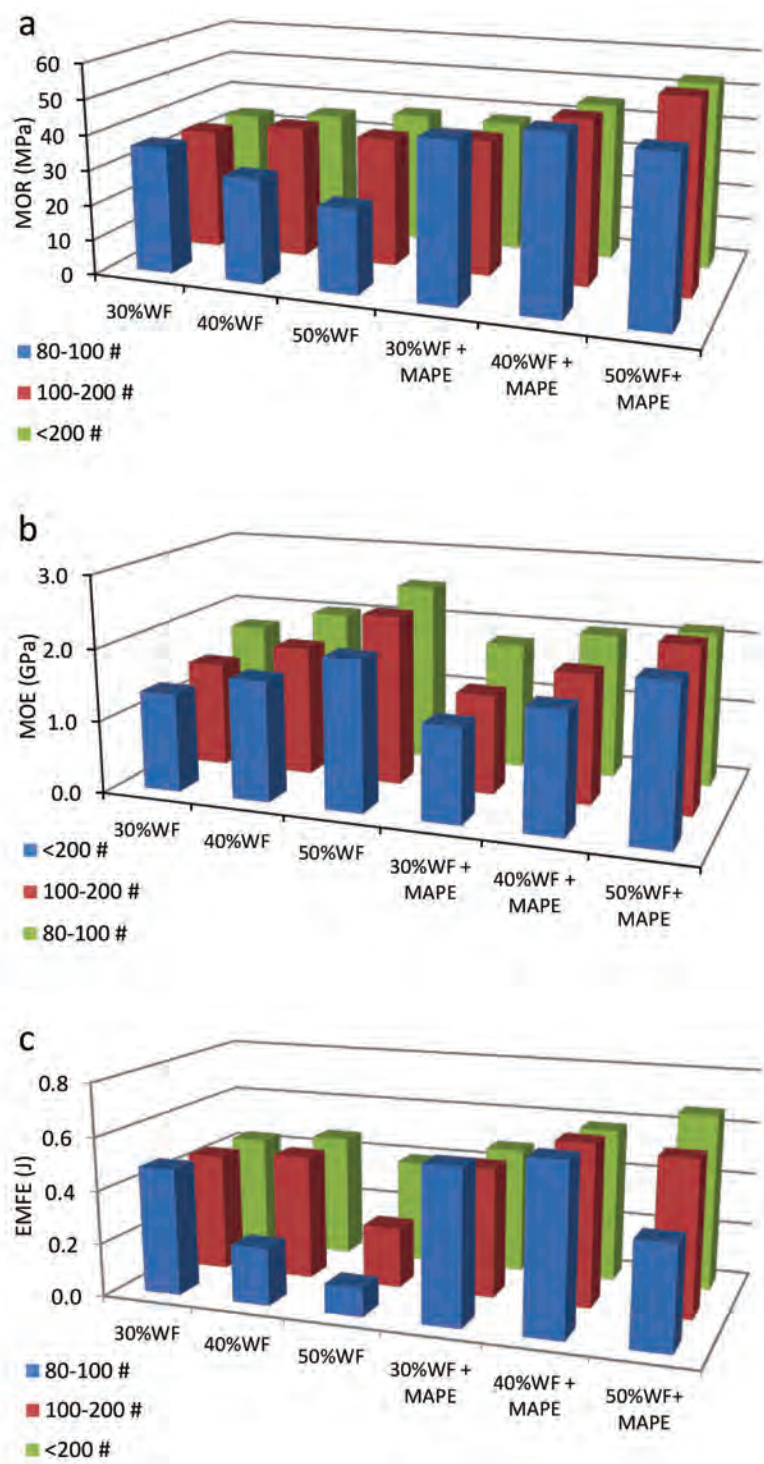 a
60
50
40
30
20
10
0
MOR (MPa)
30%WF
40%WF
50%WF
30%WF +
MAPE
40%WF +
MAPE
50%WF+
MAPE
80-100 #
100-200 #
<200 #
b
3.0
2.0
1.0
0.0
MOE (GPa)
30%WF
40%WF
50%WF
30%WF +
MAPE
40%WF +
MAPE
50%WF+
MAPE
<200 #
100-200 #
80-100 #
c
0.8
0.6
0.4
0.2
0.0
EMFE (J)
30%WF
40%WF
50%WF
30%WF +
MAPE
40%WF +
MAPE
50%WF+
MAPE
80-100 #
100-200 #
<200 #